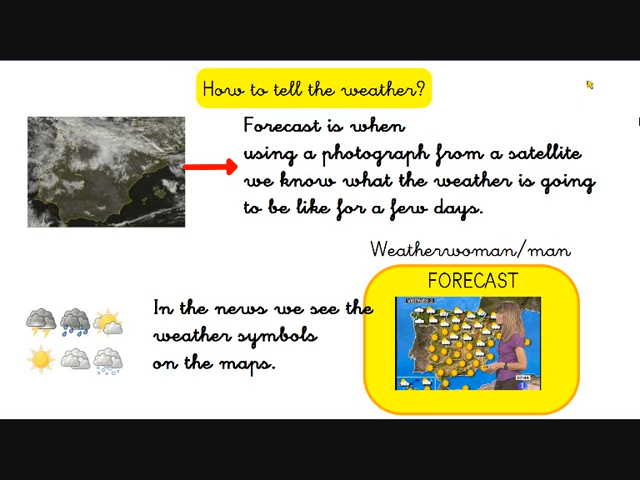 How to tell the weather?
Forecast is when
using a photograph from a satellite
we know what the weather is going
to be like for a few days.
Weatherwoman/man
FORECAST
In the news we see the
weather symbols
on the maps.